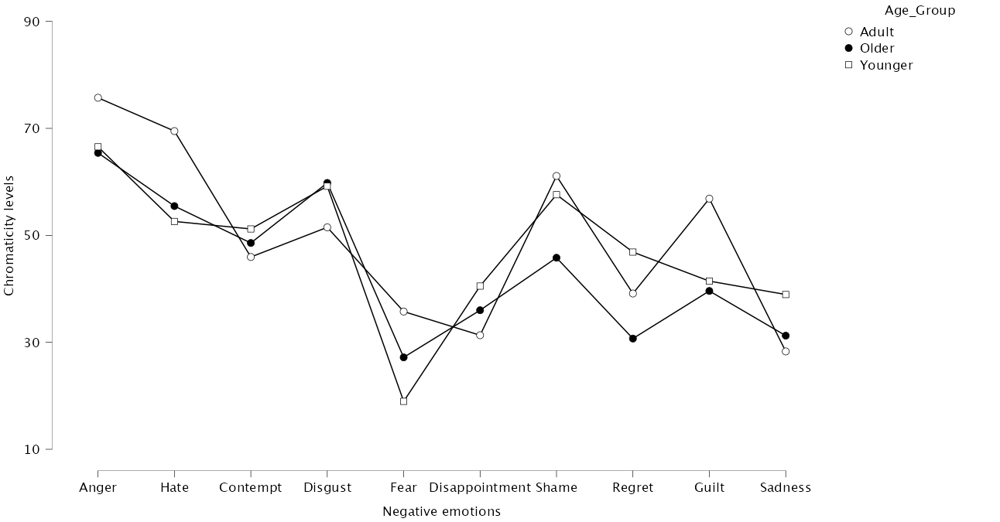 Age_Group
Adult
Older
Younger
90
70
50
30
10
Chromaticity levels
Anger Hate Contempt Disgust Fear Disappointment Shame Regret Guilt Sadness
Negative emotions